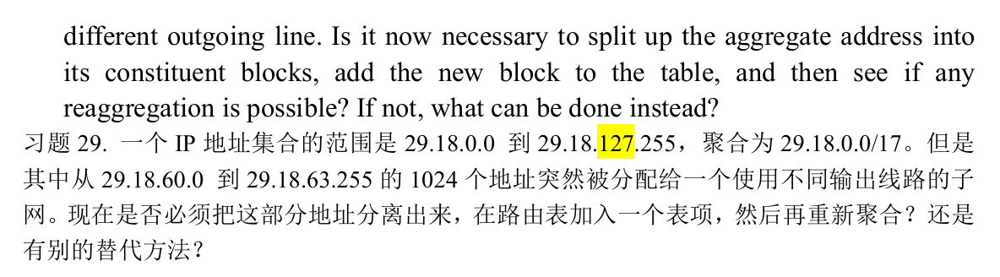 different outgoing line. Is it now necessary to split up the aggregate address into
its constituent blocks, add the new block to the table, and then see if any
reaggregation is possible? If not, what can be done instead?
习题 29. 一个 IP 地址集合的范围是 29.18.0.0 到 29.18.127.255，聚合为 29.18.0.0/17。但是
其中从 29.18.60.0 到 29.18.63.255 的 1024 个地址突然被分配给一个使用不同输出线路的子
网。现在是否必须把这部分地址分离出来，在路由表加入一个表项，然后再重新聚合？还是
有别的替代方法？